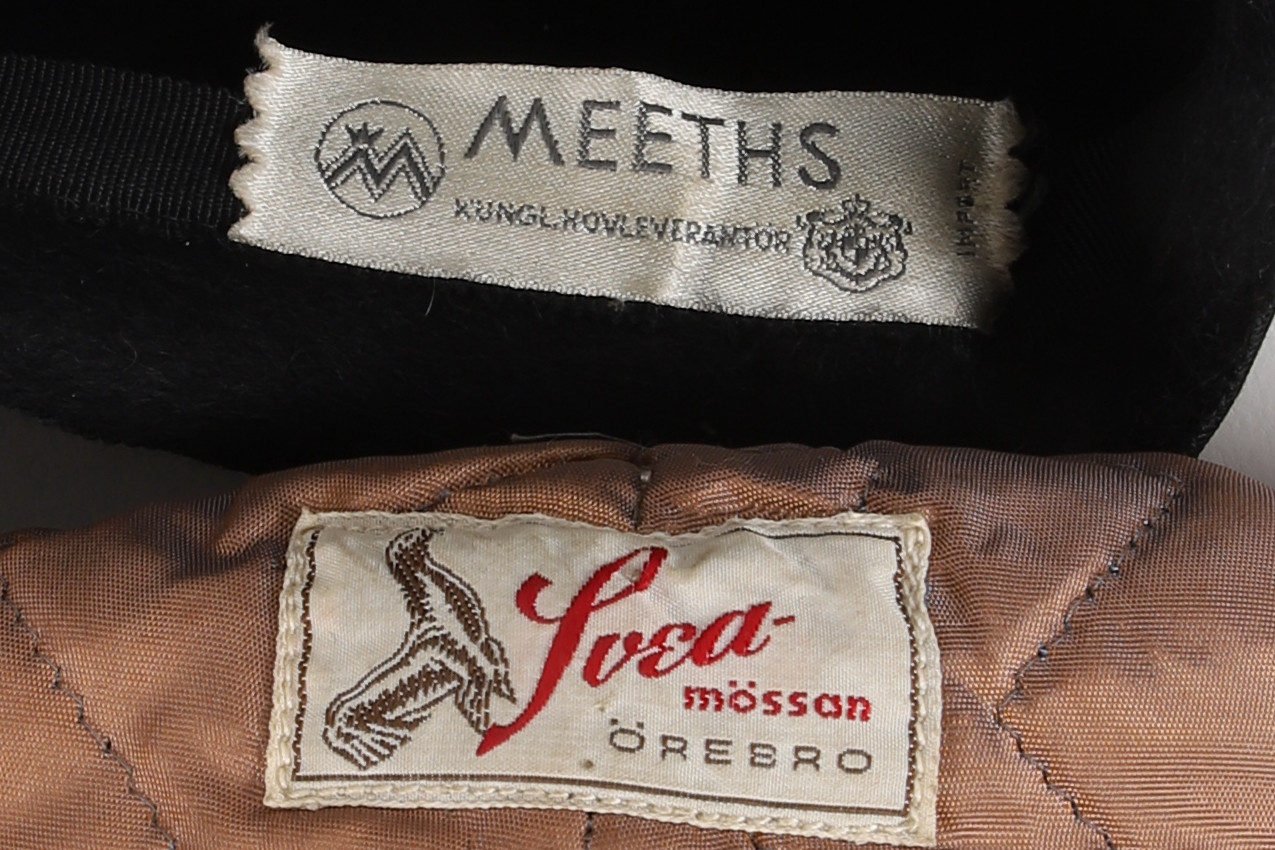 MEETHS
KUNGL.HOVLEVERANTÖR
IMPORT
Svea-
mössan
ÖREBRO